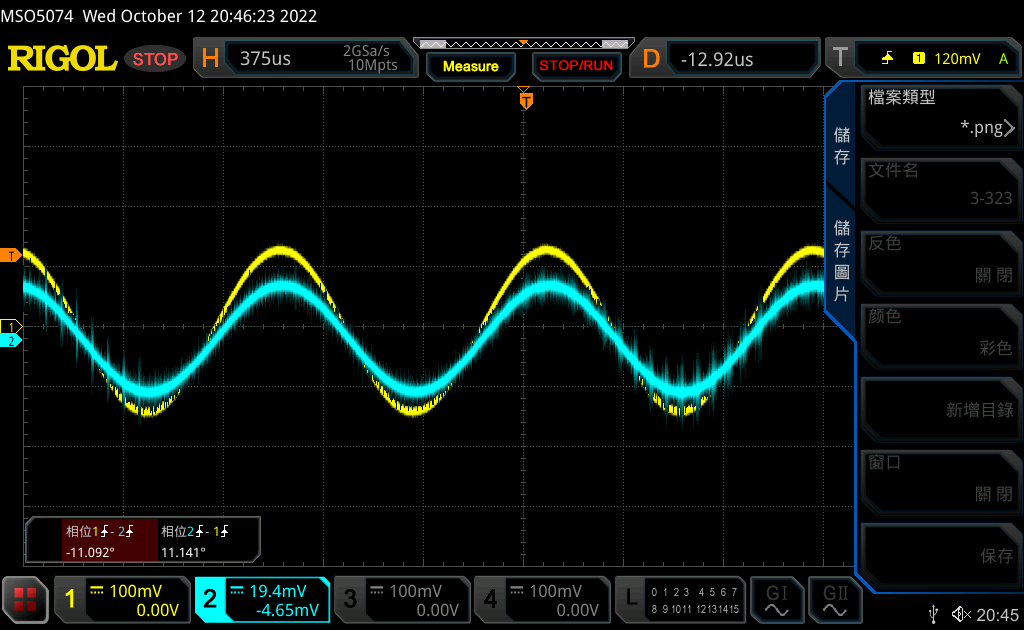 MSO5074 Wed October 12 20:46:23 2022
RIGOL STOP H 375us 2GSa/s 10Mpts Measure STOP/RUN D -12.92us T 1 120mV A
T
檔案類型
*.png
儲存
文件名
3-323
儲存圖片
反色
關閉
T
1
2
颜色
彩色
新增目錄
窗口
關閉
相位1-2 相位2-1
-11.092° 11.141°
保存
1 100mV 0.00V
2 19.4mV -4.65mV
3 100mV 0.00V
4 100mV 0.00V
L 0 1 2 3 4 5 6 7
8 9 10 11 12 13 14 15
GI GII
20:45